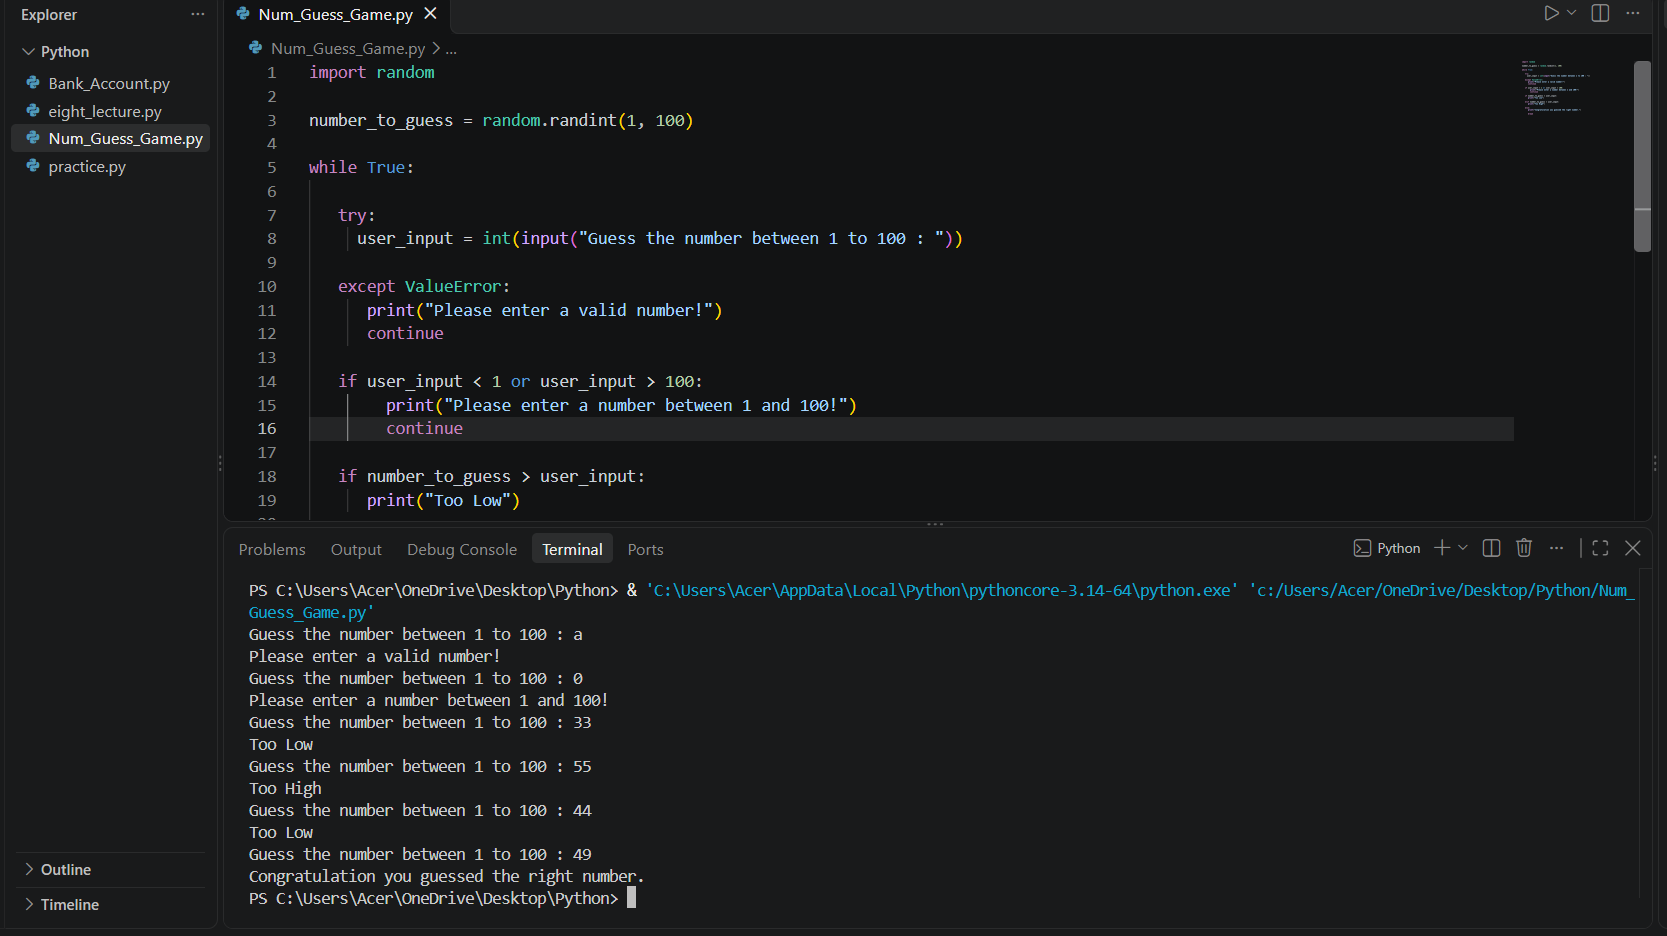 Explorer
Python
Bank_Account.py
eight_lecture.py
Num_Guess_Game.py
practice.py
Outline
Timeline
Num_Guess_Game.py
Num_Guess_Game.py > ...
1 import random
2
3 number_to_guess = random.randint(1, 100)
4
5 while True:
6
7 try:
8 user_input = int(input("Guess the number between 1 to 100 : "))
9
10 except ValueError:
11 print("Please enter a valid number!")
12 continue
13
14 if user_input < 1 or user_input > 100:
15 print("Please enter a number between 1 and 100!")
16 continue
17
18 if number_to_guess > user_input:
19 print("Too Low")
Problems Output Debug Console Terminal Ports
Python
PS C:\Users\Acer\OneDrive\Desktop\Python> & 'C:\Users\Acer\AppData\Local\Python\pythoncore-3.14-64\python.exe' 'c:/Users/Acer/OneDrive/Desktop/Python/Num_
Guess_Game.py'
Guess the number between 1 to 100 : a
Please enter a valid number!
Guess the number between 1 to 100 : 0
Please enter a number between 1 and 100!
Guess the number between 1 to 100 : 33
Too Low
Guess the number between 1 to 100 : 55
Too High
Guess the number between 1 to 100 : 44
Too Low
Guess the number between 1 to 100 : 49
Congratulation you guessed the right number.
PS C:\Users\Acer\OneDrive\Desktop\Python>